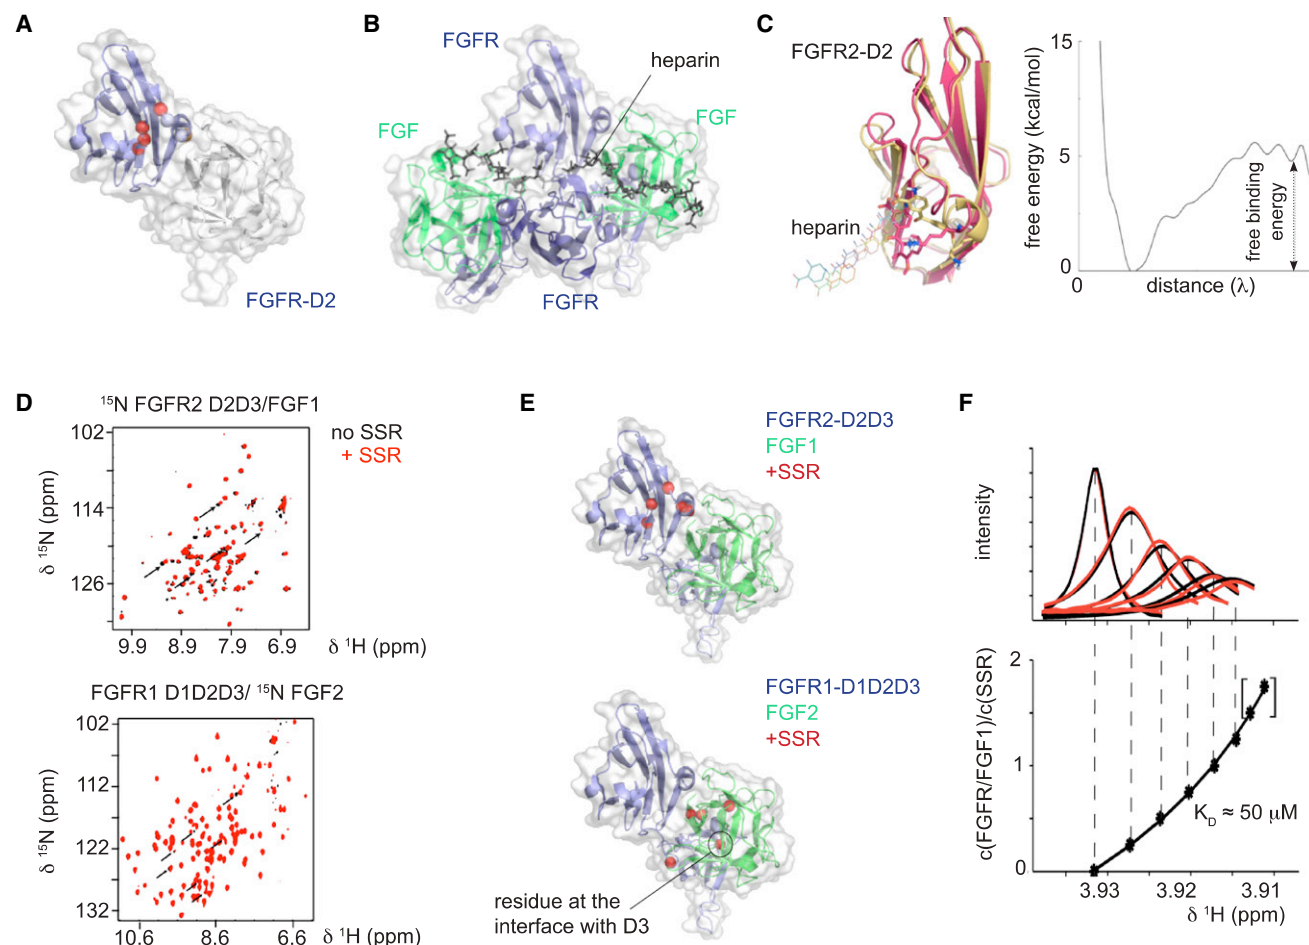 A
FGFR-D2
B
FGFR
heparin
FGF
FGF
FGFR
C
FGFR2-D2
heparin
15
5
0
free energy (kcal/mol)
free binding
energy
0
distance (λ)
D
¹⁵N FGFR2 D2D3/FGF1
no SSR
+ SSR
102
114
126
δ ¹⁵N (ppm)
9.9 8.9 7.9 6.9 δ ¹H (ppm)
FGFR1 D1D2D3/ ¹⁵N FGF2
102
112
122
132
δ ¹⁵N (ppm)
10.6 8.6 6.6 δ ¹H (ppm)
E
FGFR2-D2D3
FGF1
+SSR
FGFR1-D1D2D3
FGF2
+SSR
residue at the
interface with D3
F
intensity
2
1
0
c(FGFR/FGF1)/c(SSR)
K_D ≈ 50 μM
3.93 3.92 3.91
δ ¹H (ppm)